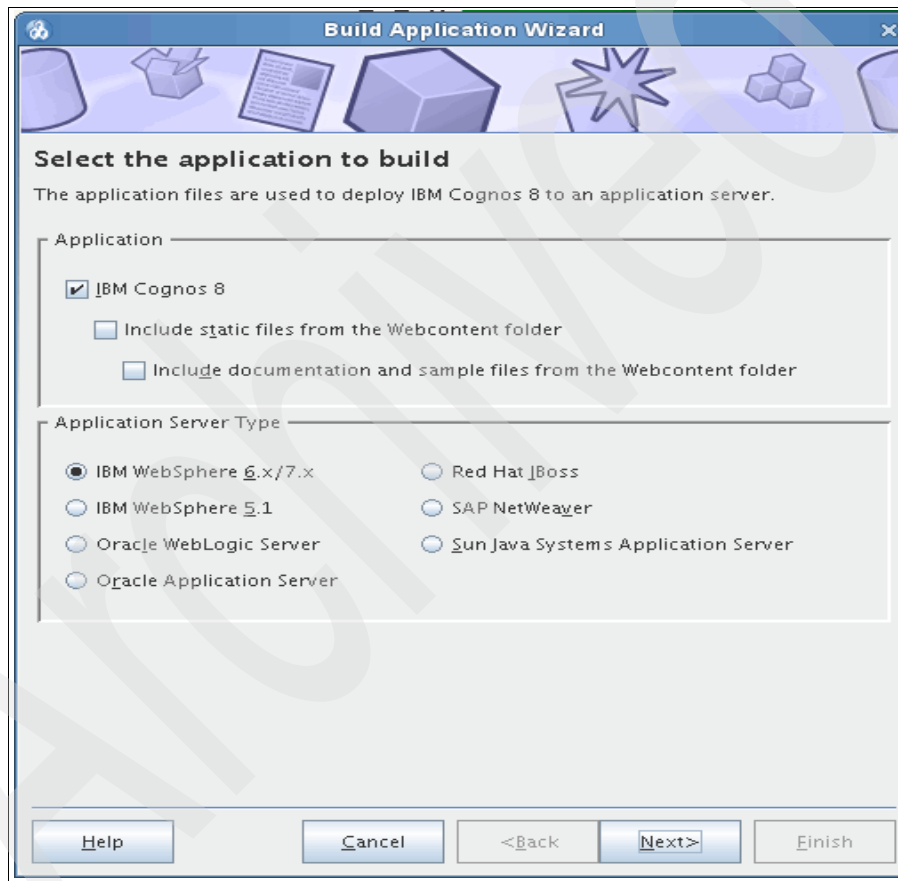 Build Application Wizard
Select the application to build
The application files are used to deploy IBM Cognos 8 to an application server.
Application
IBM Cognos 8
Include static files from the Webcontent folder
Include documentation and sample files from the Webcontent folder
Application Server Type
IBM WebSphere 6.x/7.x
IBM WebSphere 5.1
Oracle WebLogic Server
Oracle Application Server
Red Hat JBoss
SAP NetWeaver
Sun Java Systems Application Server
Help Cancel <Back Next> Finish
Archived